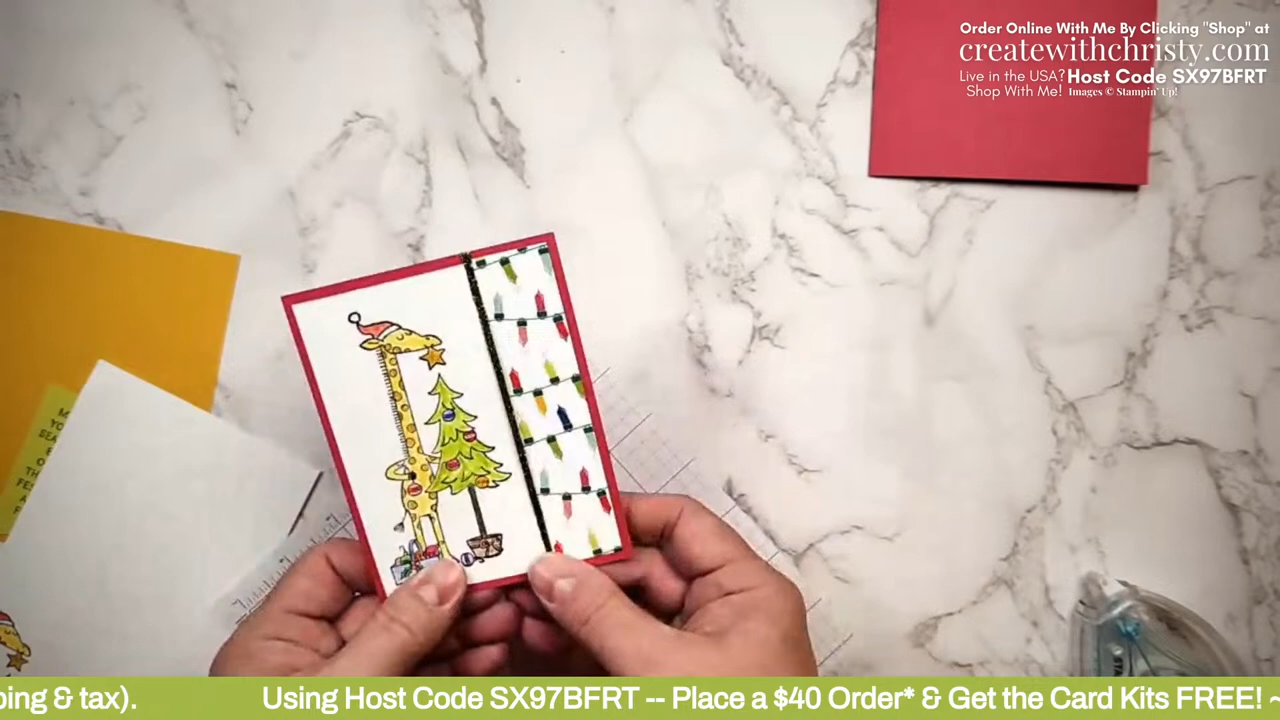 Order Online With Me By Clicking "Shop" at
createwithchristy.com
Live in the USA? Host Code SX97BFRT
Shop With Me! Images © Stampin' Up!
ping & tax). Using Host Code SX97BFRT -- Place a $40 Order* & Get the Card Kits FREE! ~